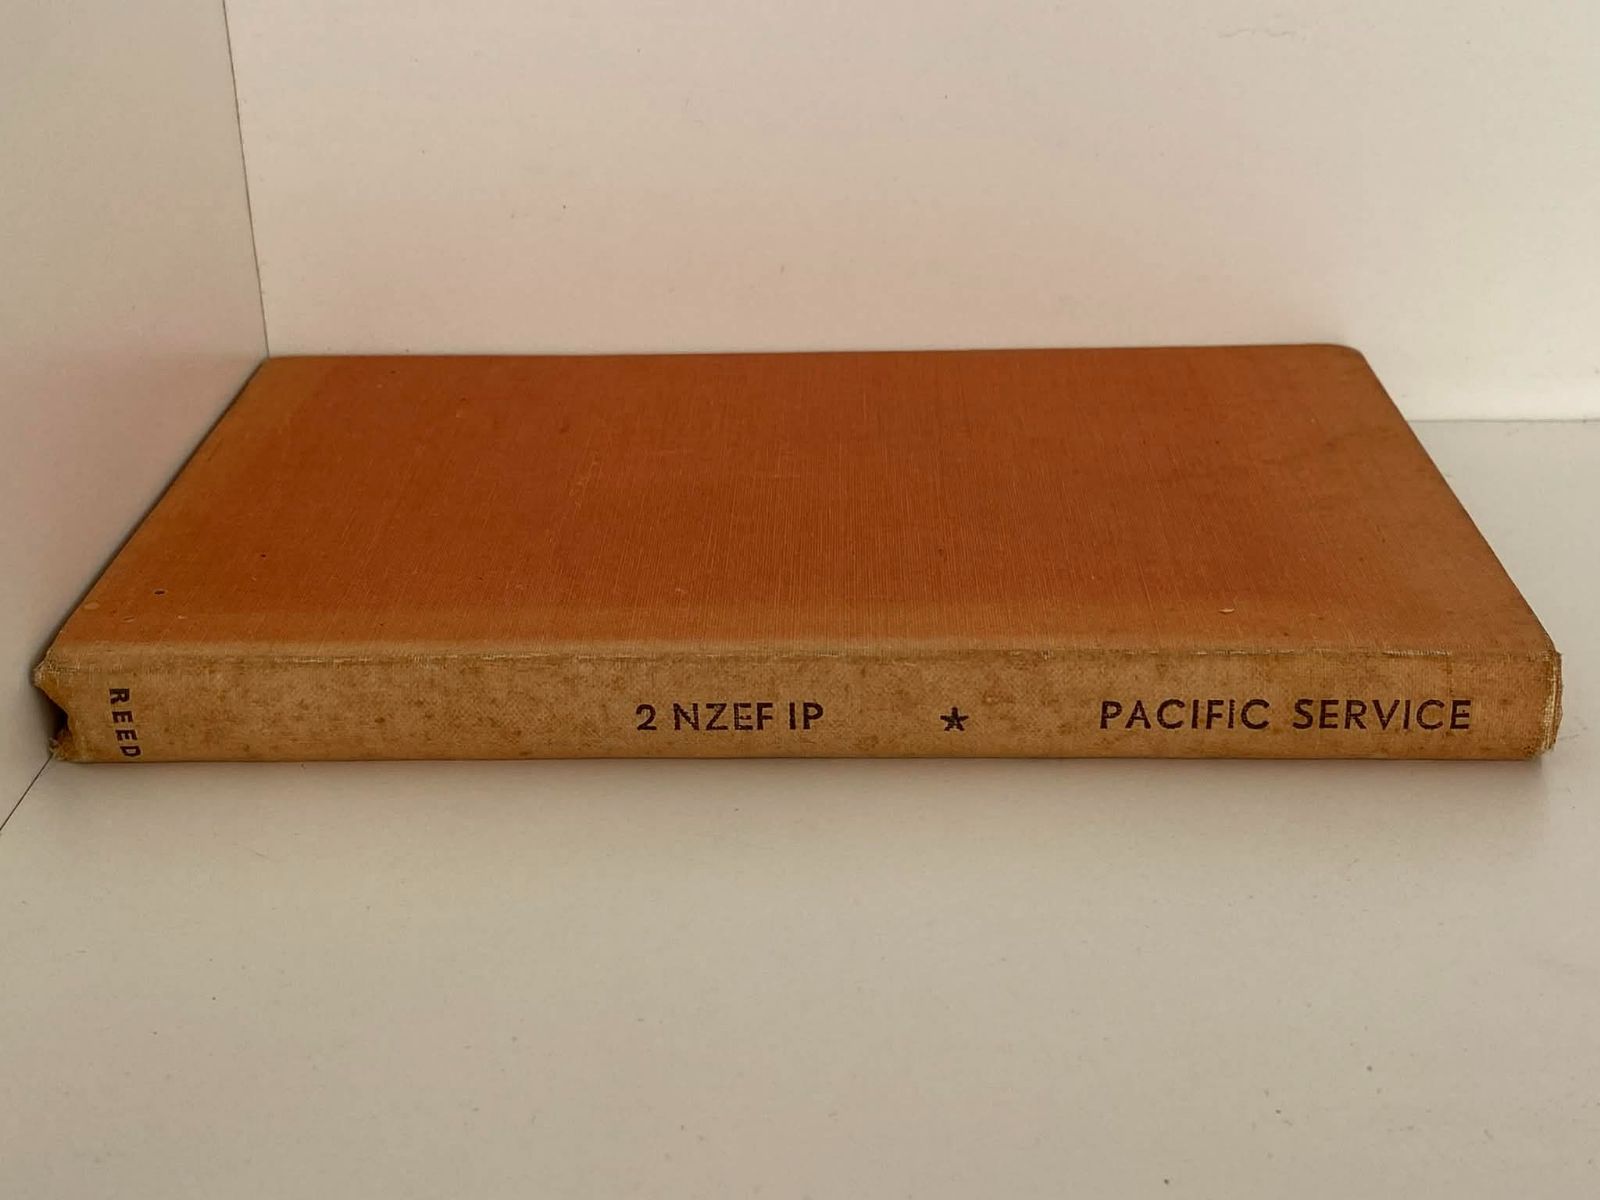 PACIFIC SERVICE ★ 2 NZEF IP
REED